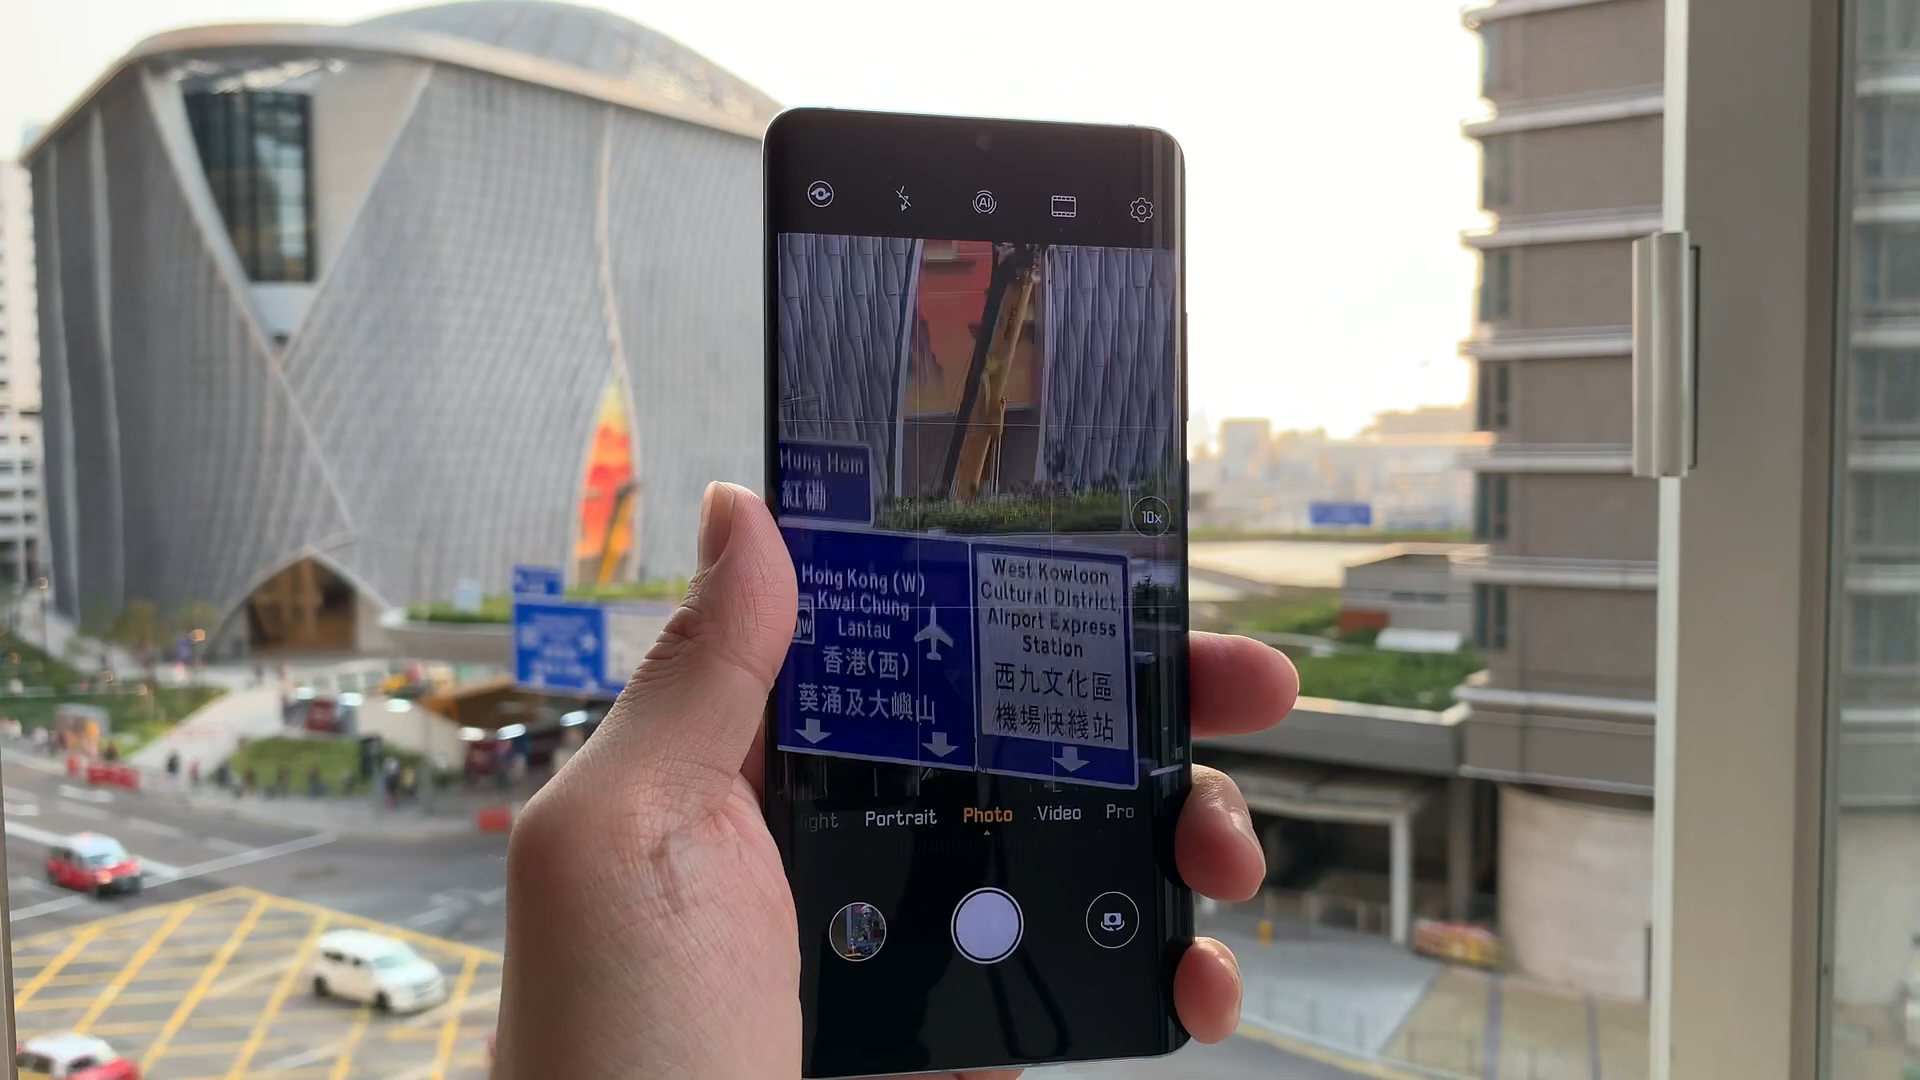 AI
Hung Hom
紅磡
10x
Hong Kong (W)
Kwai Chung
Lantau
香港(西)
葵涌及大嶼山
West Kowloon
Cultural District,
Airport Express
Station
西九文化區
機場快綫站
Portrait Photo Video Pro